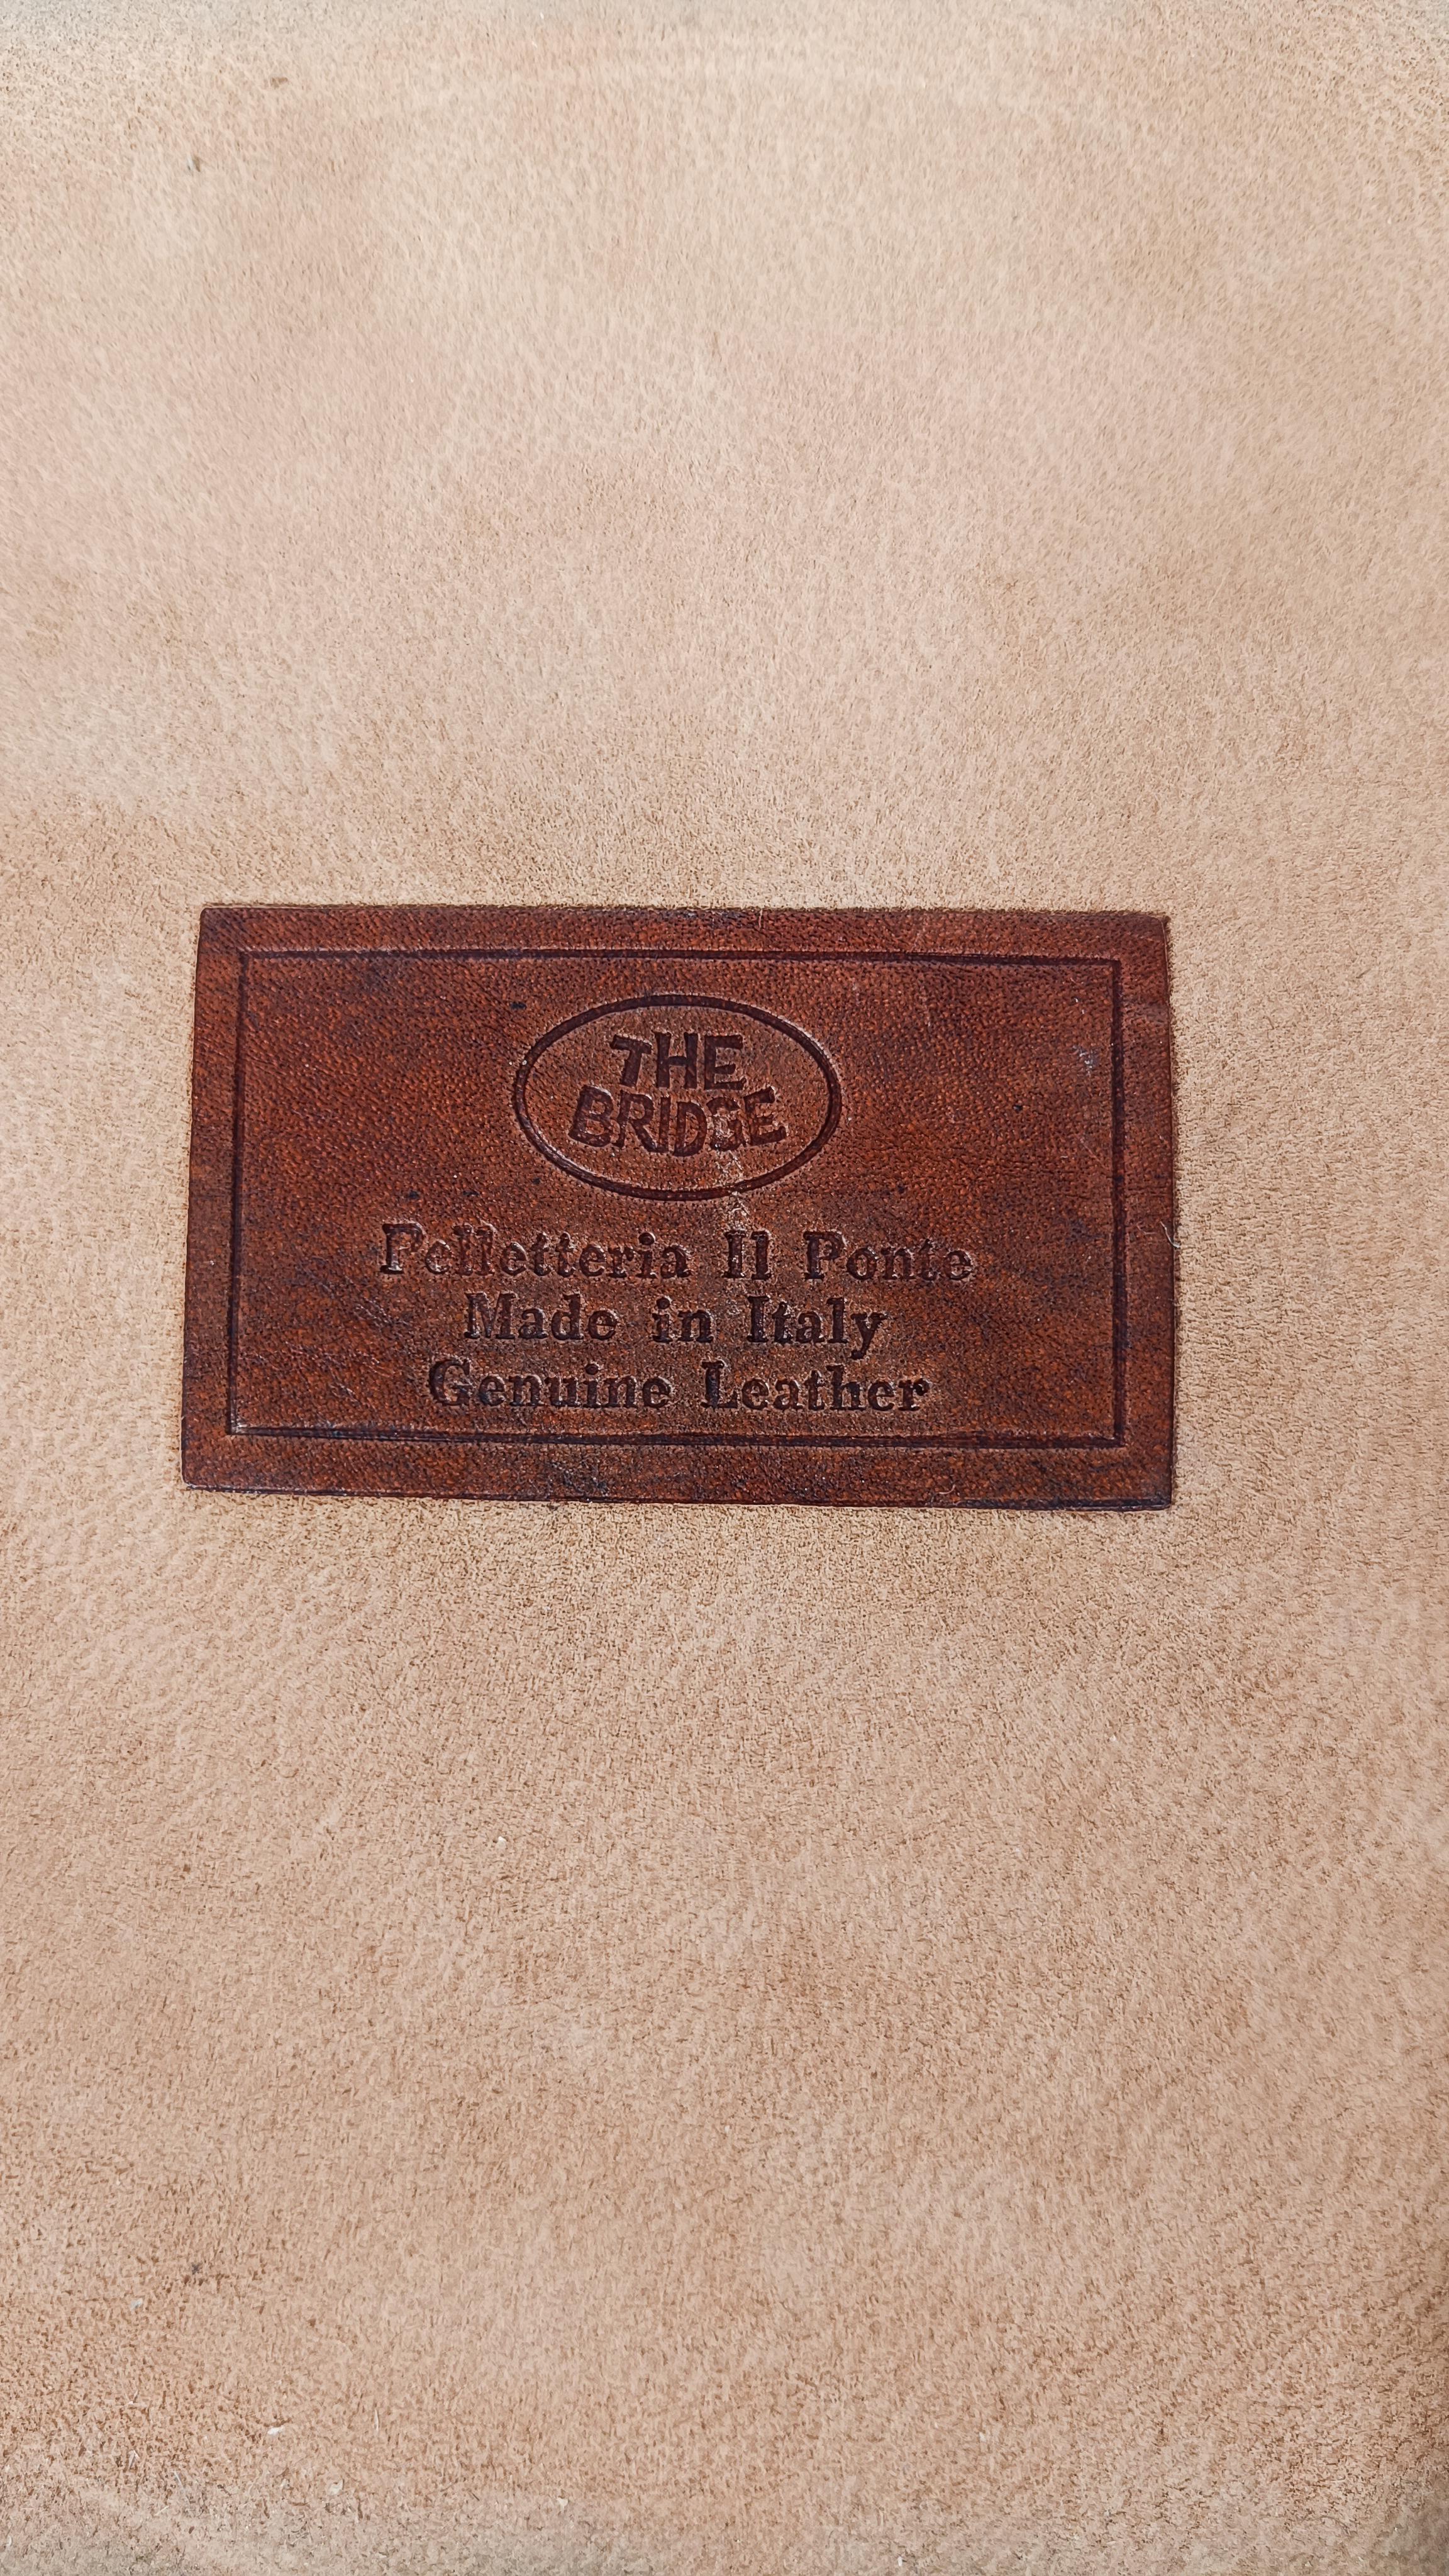 THE
BRIDGE
Pelletteria Il Ponte
Made in Italy
Genuine Leather